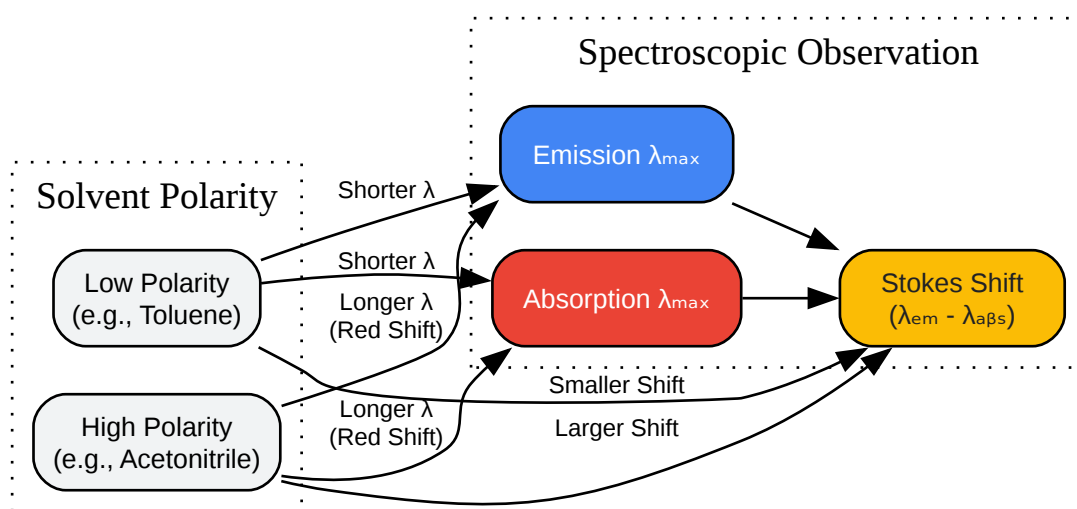 Spectroscopic Observation
Emission λₘₐₓ
Solvent Polarity
Shorter λ
Shorter λ
Low Polarity
(e.g., Toluene)
Longer λ
(Red Shift)
Absorption λₘₐₓ
Stokes Shift
(λₑₘ - λₐᵦₛ)
Smaller Shift
High Polarity
(e.g., Acetonitrile)
Longer λ
(Red Shift)
Larger Shift